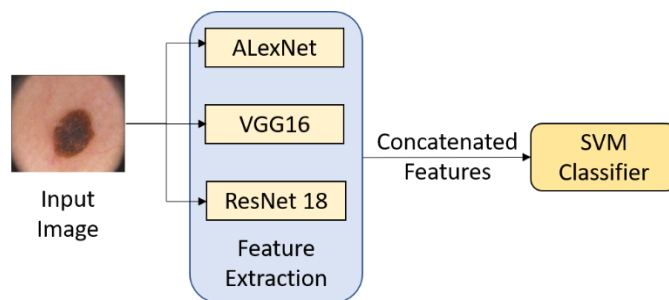 ALexNet
VGG16
ResNet 18
Feature
Extraction
Input
Image
Concatenated
Features
SVM
Classifier